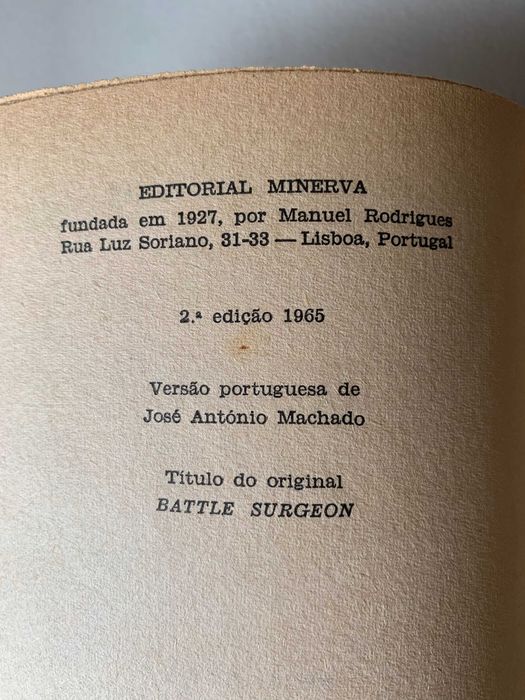 EDITORIAL MINERVA
fundada em 1927, por Manuel Rodrigues
Rua Luz Soriano, 31-33 — Lisboa, Portugal
2.ª edição 1965
Versão portuguesa de
José António Machado
Título do original
BATTLE SURGEON